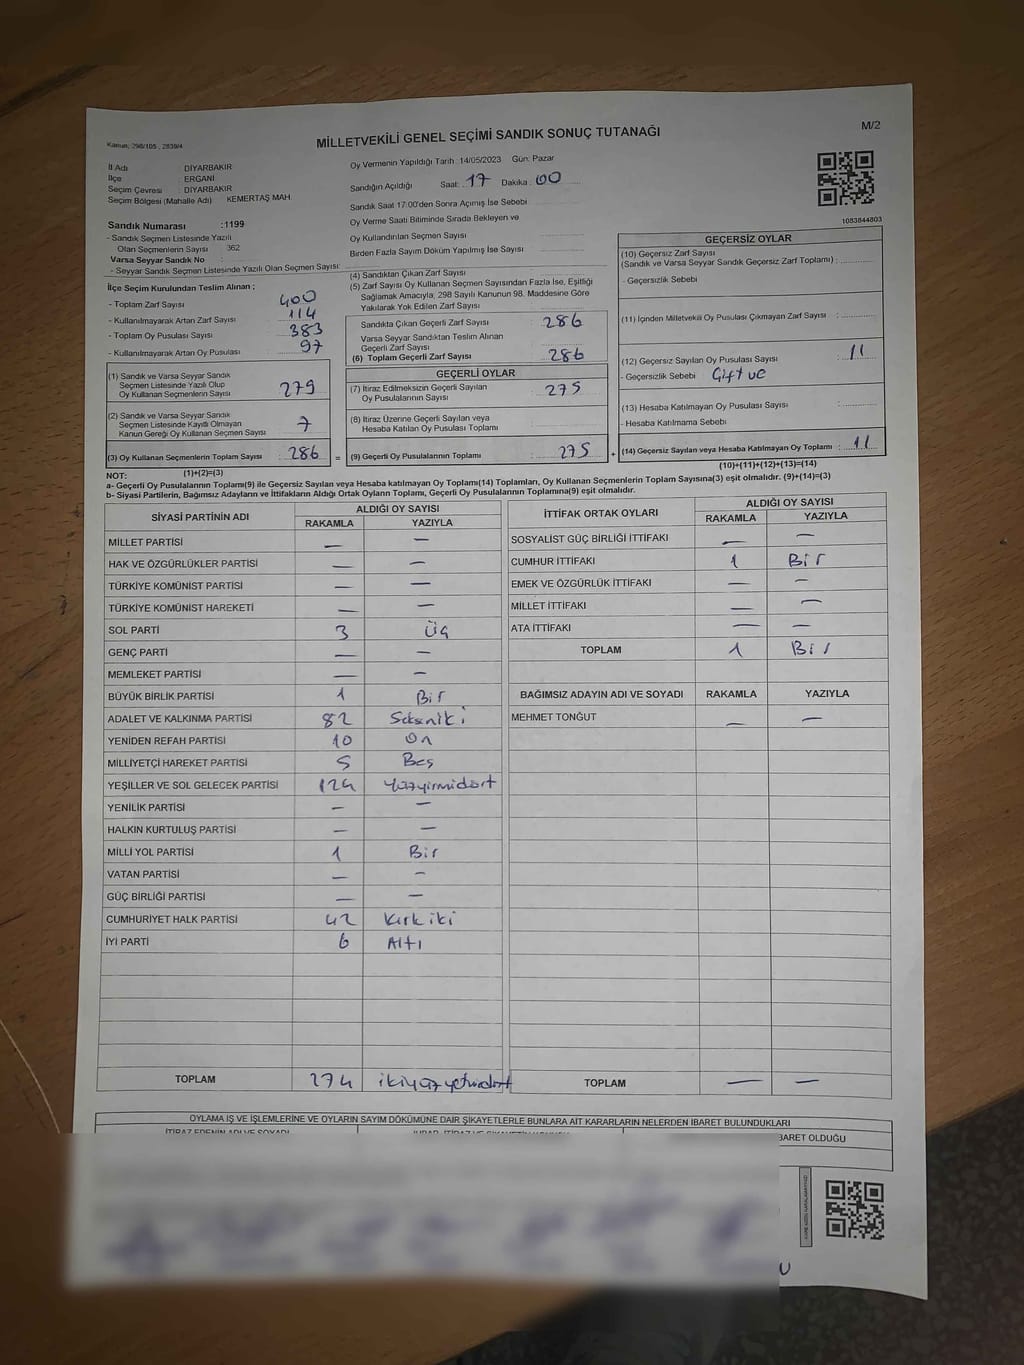 M/2
Kanun; 298/105 , 2839/4
MİLLETVEKİLİ GENEL SEÇİMİ SANDIK SONUÇ TUTANAĞI
İl Adı : DİYARBAKIR
İlçe : ERGANİ
Seçim Çevresi : DİYARBAKIR
Seçim Bölgesi (Mahalle Adı) KEMERTAŞ MAH.
Oy Vermenin Yapıldığı Tarih :14/05/2023 Gün: Pazar
Sandığın Açıldığı Saat: 17 Dakika : 00
Sandık Saat 17:00'den Sonra Açımış İse Sebebi
Oy Verme Saati Bitiminde Sırada Bekleyen ve
Oy Kullandırılan Seçmen Sayısı
Birden Fazla Sayım Döküm Yapılmış İse Sayısı
1083844803
Sandık Numarası :1199
- Sandık Seçmen Listesinde Yazılı
Olan Seçmenlerin Sayısı 362
Varsa Seyyar Sandık No
- Seyyar Sandık Seçmen Listesinde Yazılı Olan Seçmen Sayısı:
İlçe Seçim Kurulundan Teslim Alınan :
- Toplam Zarf Sayısı 400
- Kullanılmayarak Artan Zarf Sayısı 114
- Toplam Oy Pusulası Sayısı 383
- Kullanılmayarak Artan Oy Pusulası 97
(1) Sandık ve Varsa Seyyar Sandık
Seçmen Listesinde Yazılı Olup
Oy Kullanan Seçmenlerin Sayısı 279
(2) Sandık ve Varsa Seyyar Sandık
Seçmen Listesinde Kayıtlı Olmayan
Kanun Gereği Oy Kullanan Seçmen Sayısı 7
(3) Oy Kullanan Seçmenlerin Toplam Sayısı : 286 =
(1)+(2)=(3)
(4) Sandıktan Çıkan Zarf Sayısı
(5) Zarf Sayısı Oy Kullanan Seçmen Sayısından Fazla İse, Eşitliği
Sağlamak Amacıyla; 298 Sayılı Kanunun 98. Maddesine Göre
Yakılarak Yok Edilen Zarf Sayısı
Sandıkta Çıkan Geçerli Zarf Sayısı 286
Varsa Seyyar Sandıktan Teslim Alınan
Geçerli Zarf Sayısı
(6) Toplam Geçerli Zarf Sayısı 286
GEÇERLİ OYLAR
(7) İtiraz Edilmeksizin Geçerli Sayılan
Oy Pusulalarının Sayısı 275
(8) İtiraz Üzerine Geçerli Sayılan veya
Hesaba Katılan Oy Pusulası Toplamı
(9) Geçerli Oy Pusulalarının Toplamı 275 +
GEÇERSİZ OYLAR
(10) Geçersiz Zarf Sayısı
(Sandık ve Varsa Seyyar Sandık Geçersiz Zarf Toplamı) :
- Geçersizlik Sebebi
(11) İçinden Milletvekili Oy Pusulası Çıkmayan Zarf Sayısı
(12) Geçersiz Sayılan Oy Pusulası Sayısı : 11
- Geçersizlik Sebebi Çift ve
(13) Hesaba Katılmayan Oy Pusulası Sayısı
- Hesaba Katılmama Sebebi
(14) Geçersiz Sayılan veya Hesaba Katılmayan Oy Toplamı : 11
(10)+(11)+(12)+(13)=(14)
NOT:
a- Geçerli Oy Pusulalarının Toplamı(9) ile Geçersiz Sayılan veya Hesaba Katılmayan Oy Toplamı(14) Toplamları, Oy Kullanan Seçmenlerin Toplam Sayısına(3) eşit olmalıdır. (9)+(14)=(3)
b- Siyasi Partilerin, Bağımsız Adayların ve İttifakların Aldığı Ortak Oyların Toplamı, Geçerli Oy Pusulalarının Toplamına(9) eşit olmalıdır.
SİYASİ PARTİNİN ADI ALDIĞI OY SAYISI
RAKAMLA YAZIYLA
MİLLET PARTİSİ — —
HAK VE ÖZGÜRLÜKLER PARTİSİ — —
TÜRKİYE KOMÜNİST PARTİSİ — —
TÜRKİYE KOMÜNİST HAREKETİ — —
SOL PARTİ 3 Üç
GENÇ PARTİ — —
MEMLEKET PARTİSİ — —
BÜYÜK BİRLİK PARTİSİ 1 Bir
ADALET VE KALKINMA PARTİSİ 82 Seksniki
YENİDEN REFAH PARTİSİ 10 On
MİLLİYETÇİ HAREKET PARTİSİ 5 Beş
YEŞİLLER VE SOL GELECEK PARTİSİ 124 Yüzyirmidört
YENİLİK PARTİSİ — —
HALKIN KURTULUŞ PARTİSİ — —
MİLLİ YOL PARTİSİ 1 Bir
VATAN PARTİSİ — —
GÜÇ BİRLİĞİ PARTİSİ — —
CUMHURİYET HALK PARTİSİ 42 Kırkiki
İYİ PARTİ 6 Altı
TOPLAM 274 ikiyüzyetmidört
İTTİFAK ORTAK OYLARI ALDIĞI OY SAYISI
RAKAMLA YAZIYLA
SOSYALİST GÜÇ BİRLİĞİ İTTİFAKI — —
CUMHUR İTTİFAKI 1 Bir
EMEK VE ÖZGÜRLÜK İTTİFAKI — —
MİLLET İTTİFAKI — —
ATA İTTİFAKI — —
TOPLAM 1 Bir
BAĞIMSIZ ADAYIN ADI VE SOYADI RAKAMLA YAZIYLA
MEHMET TONĞUT — —
TOPLAM — —
OYLAMA İŞ VE İŞLEMLERİNE VE OYLARIN SAYIM DÖKÜMÜNE DAİR ŞİKAYETLERLE BUNLARA AİT KARARLARIN NELERDEN İBARET BULUNDUKLARI
İTİRAZ EDENİN ADI VE SOYADI
BARET OLDUĞU